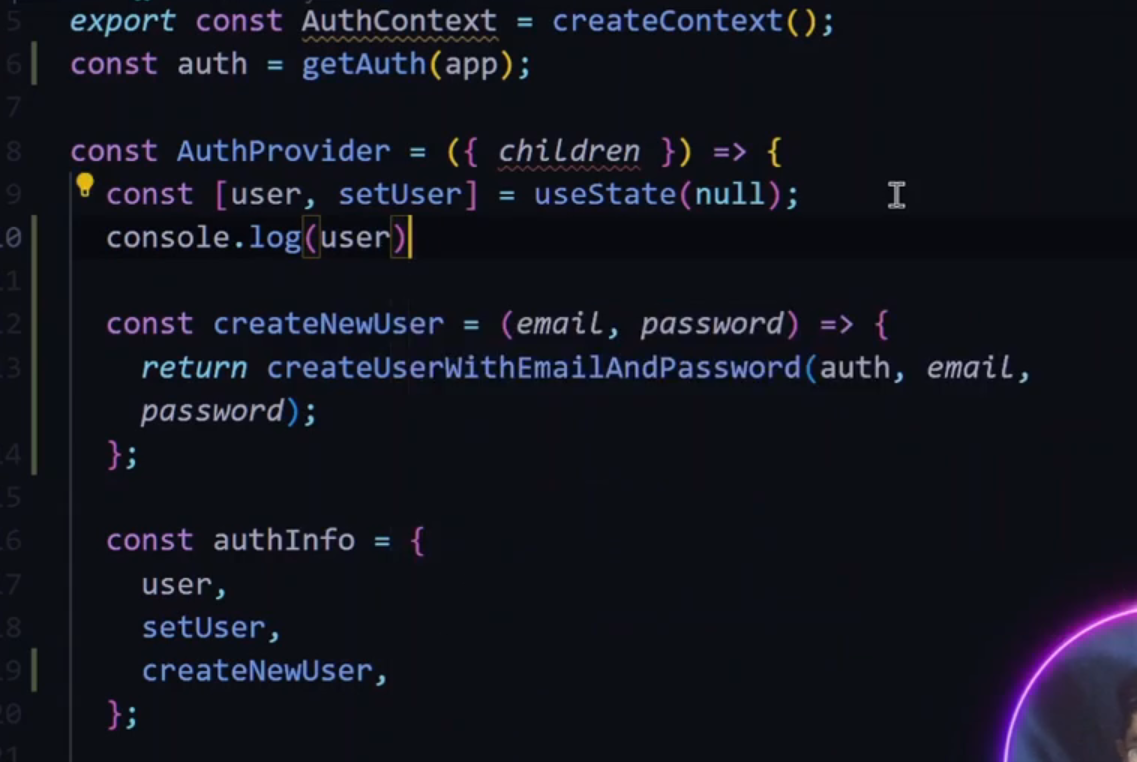 5 export const AuthContext = createContext();
6 const auth = getAuth(app);
7
8 const AuthProvider = ({ children }) => {
9 const [user, setUser] = useState(null);
10 console.log(user)
11
12 const createNewUser = (email, password) => {
13 return createUserWithEmailAndPassword(auth, email,
password);
14 };
15
16 const authInfo = {
17 user,
18 setUser,
19 createNewUser,
20 };
21